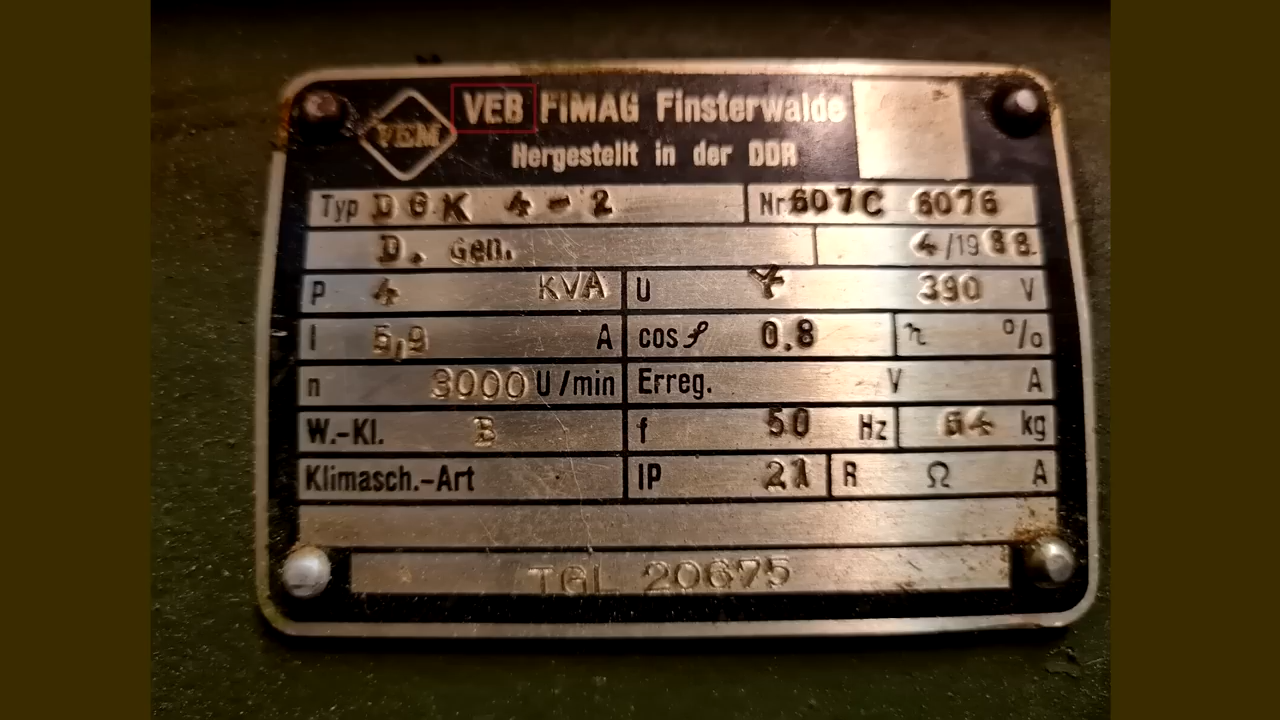 VEM
VEB FIMAG Finsterwalde
Hergestellt in der DDR
Typ DGK 4-2 Nr. 607C 6076
D. Gen. 4/1988
P 4 KVA U Y 390 V
I 5,9 A cos φ 0.8 η %
n 3000 U/min Erreg. V A
W.-Kl. B f 50 Hz 64 kg
Klimasch.-Art IP 21 R Ω A
TGL 20675